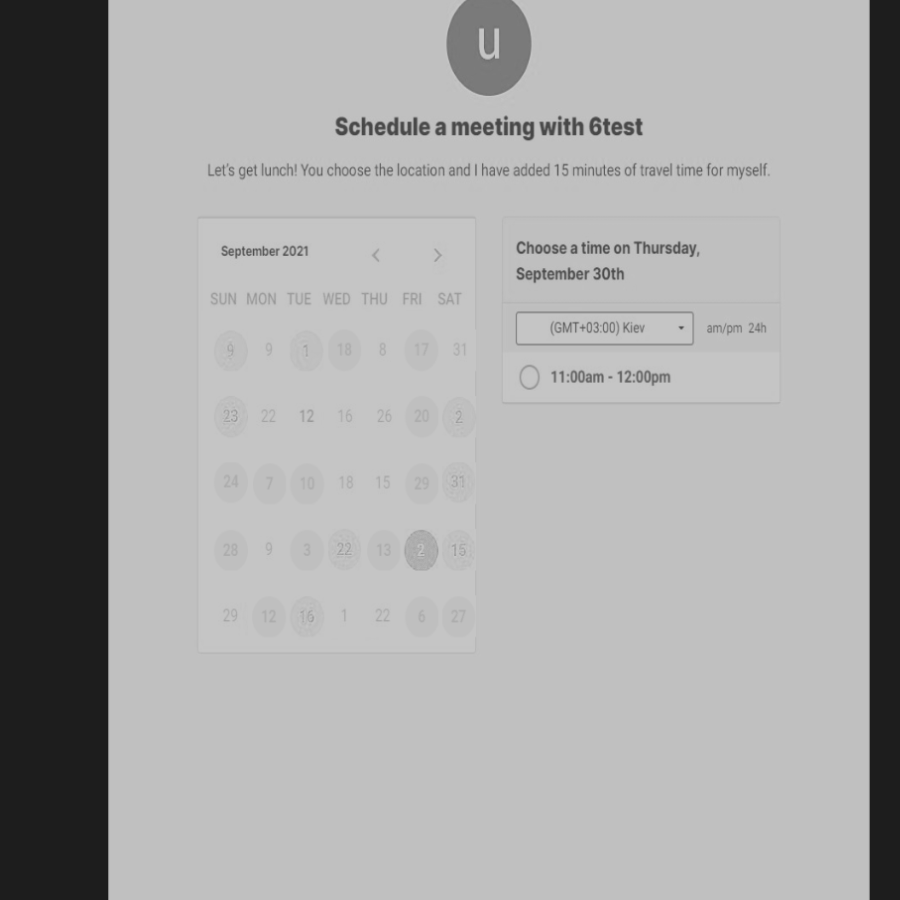 u
Schedule a meeting with 6test
Let's get lunch! You choose the location and I have added 15 minutes of travel time for myself.
September 2021
SUN MON TUE WED THU FRI SAT
9 9 1 18 8 17 31
23 22 12 16 26 20 2
24 7 10 18 15 29 31
28 9 3 22 13 2 15
29 12 16 1 22 6 27
Choose a time on Thursday,
September 30th
(GMT+03:00) Kiev am/pm 24h
11:00am - 12:00pm